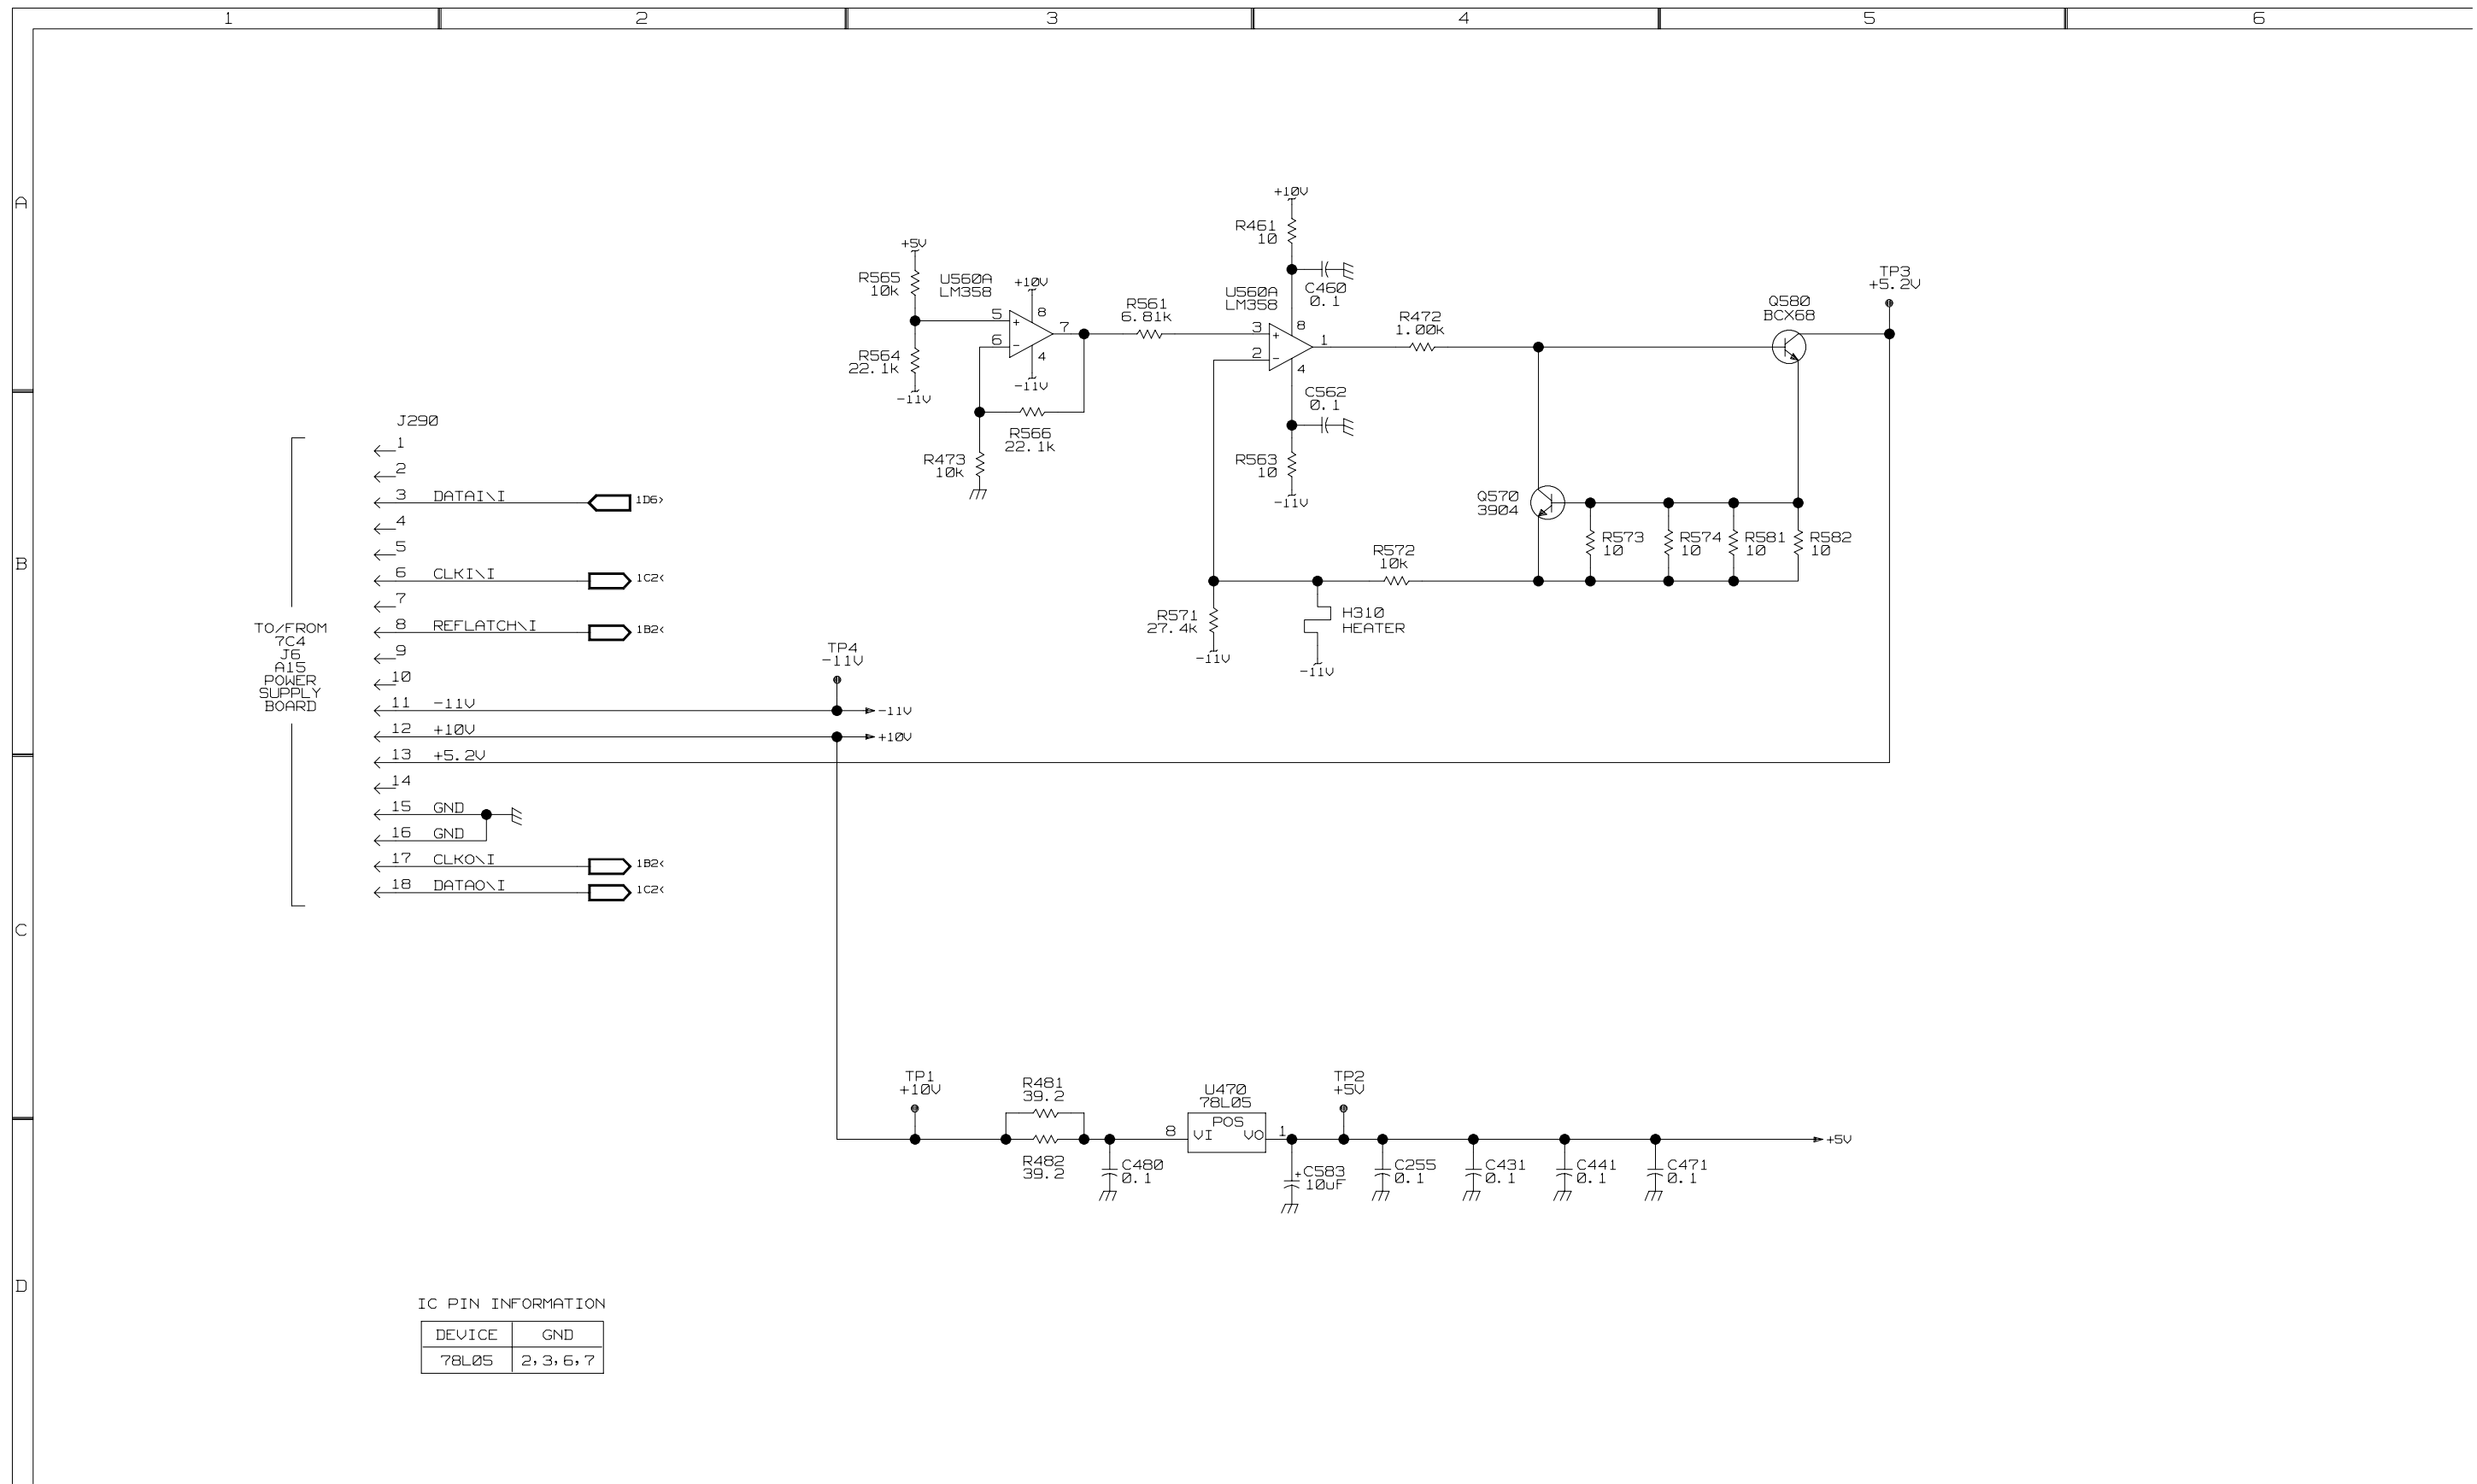 1 2 3 4 5 6
A
B
C
D
+10V
R461
10
C460
0.1
+5V
R565
10k
U560A
LM358
+10V
8
5
+
6
-
7
4
-11V
R564
22.1k
-11V
R561
6.81k
U560A
LM358
8
3
+
2
-
1
4
R472
1.00k
Q580
BCX68
TP3
+5.2V
R566
22.1k
R473
10k
C562
0.1
R563
10
-11V
Q570
3904
R573
10
R574
10
R581
10
R582
10
R572
10k
R571
27.4k
-11V
H310
HEATER
-11V
J290
1
2
3 DATAI\I 1D6>
4
5
6 CLKI\I 1C2<
7
8 REFLATCH\I 1B2<
9
10
11 -11V
12 +10V
13 +5.2V
14
15 GND
16 GND
17 CLKO\I 1B2<
18 DATAO\I 1C2<
TO/FROM
7C4
J6
A15
POWER
SUPPLY
BOARD
TP4
-11V
-11V
+10V
TP1
+10V
R481
39.2
R482
39.2
C480
0.1
U470
78L05
POS
8
VI VO
1
TP2
+5V
+C583
10uF
C255
0.1
C431
0.1
C441
0.1
C471
0.1
+5V
IC PIN INFORMATION
DEVICE GND
78L05 2,3,6,7